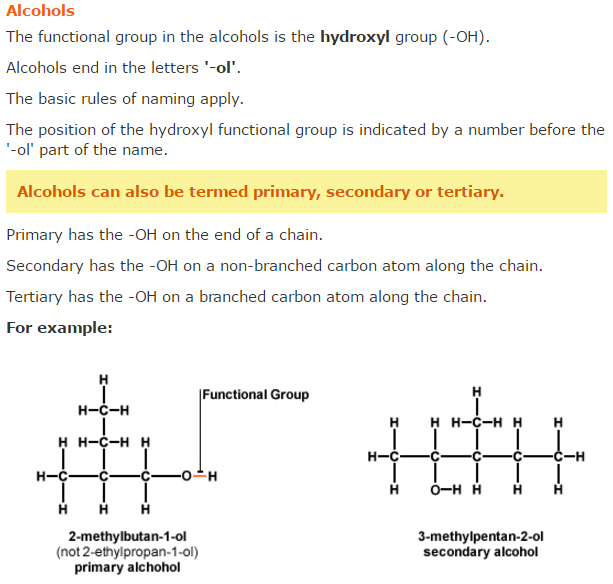 Alcohols
The functional group in the alcohols is the hydroxyl group (-OH).
Alcohols end in the letters '-ol'.
The basic rules of naming apply.
The position of the hydroxyl functional group is indicated by a number before the
'-ol' part of the name.
Alcohols can also be termed primary, secondary or tertiary.
Primary has the -OH on the end of a chain.
Secondary has the -OH on a non-branched carbon atom along the chain.
Tertiary has the -OH on a branched carbon atom along the chain.
For example:
H
H-C-H
H H-C-H H
H-C-C-C-O-H
H H H
Functional Group
2-methylbutan-1-ol
(not 2-ethylpropan-1-ol)
primary alchohol
H
H H H-C-H H H
H-C-C-C-C-C-H
H O-H H H H
3-methylpentan-2-ol
secondary alcohol